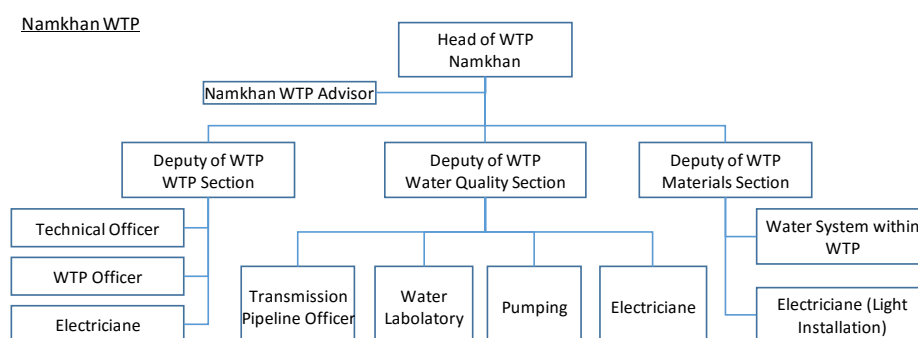 Namkhan WTP
Head of WTP
Namkhan
Namkhan WTP Advisor
Deputy of WTP
WTP Section
Deputy of WTP
Water Quality Section
Deputy of WTP
Materials Section
Technical Officer
WTP Officer
Electriciane
Transmission
Pipeline Officer
Water
Labolatory
Pumping
Electriciane
Water System within
WTP
Electriciane (Light
Installation)